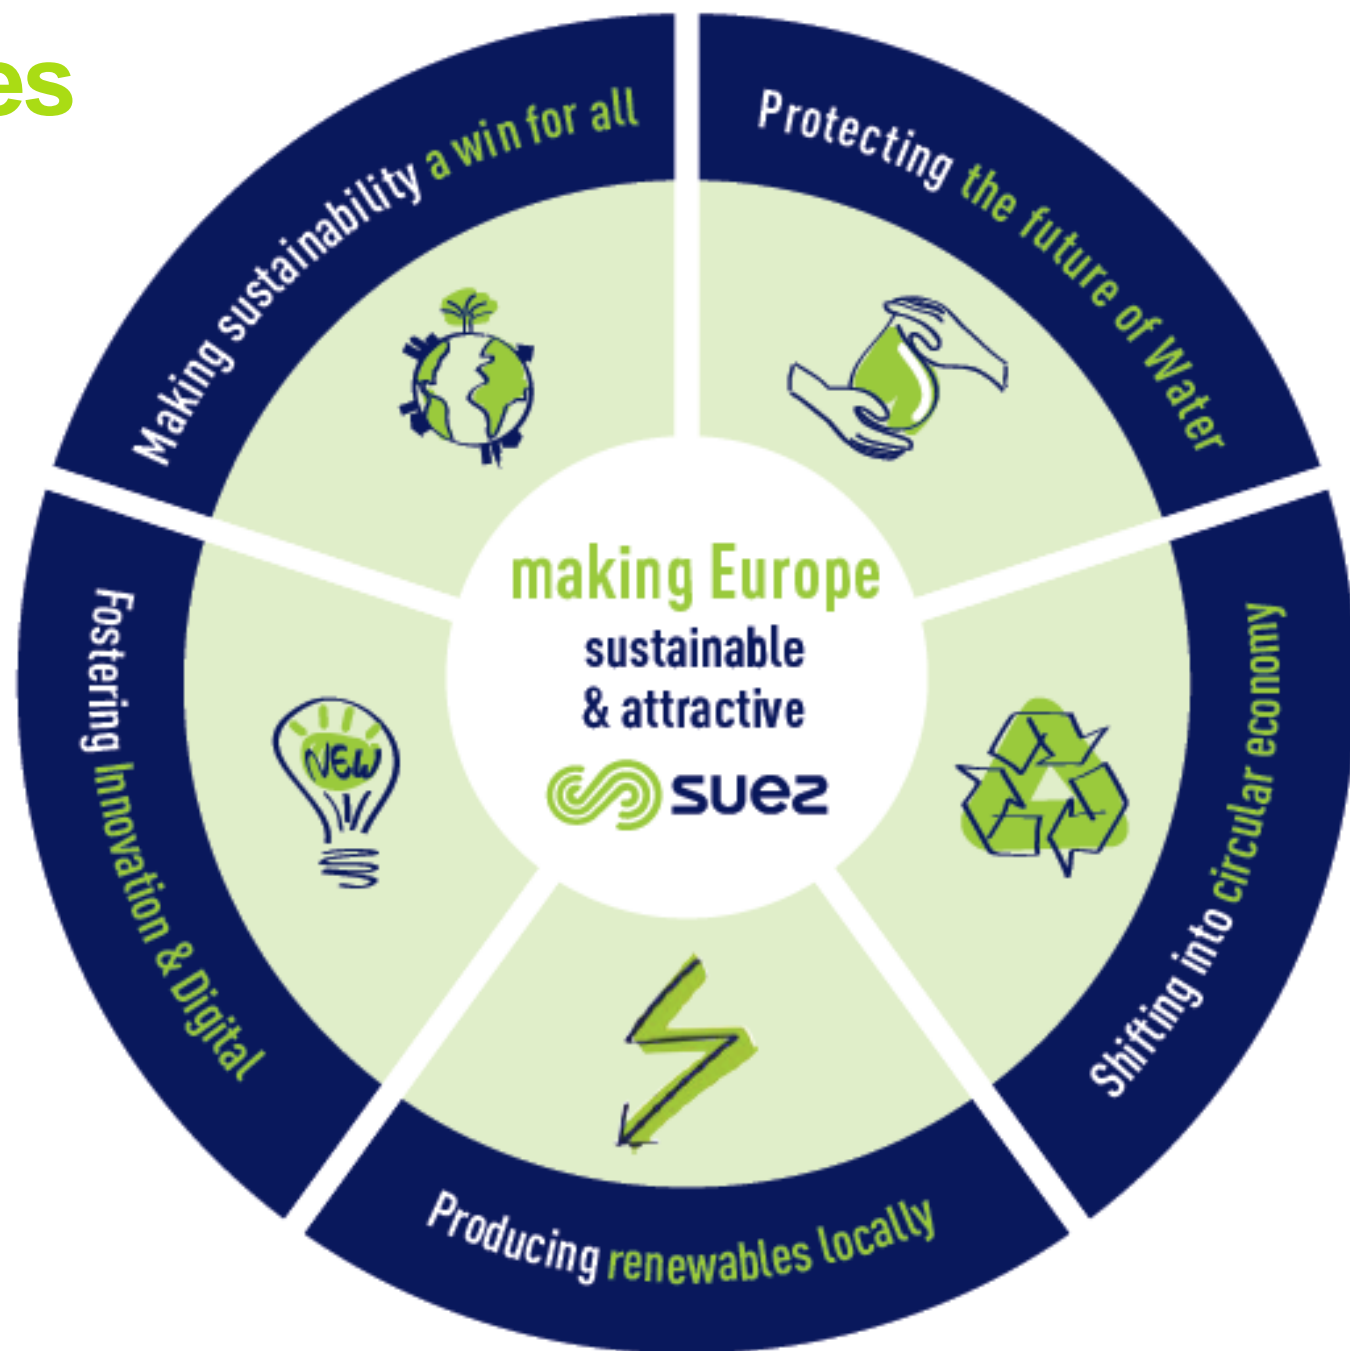 es
Making sustainability a win for all
Protecting the future of Water
making Europe
sustainable
& attractive
suez
NEW
Fostering Innovation & Digital
Shifting into circular economy
Producing renewables locally